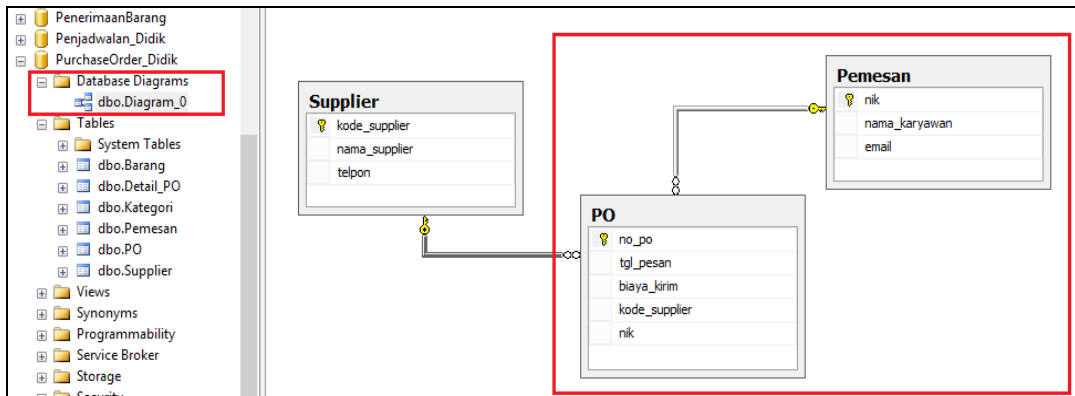 PenerimaanBarang
Penjadwalan_Didik
PurchaseOrder_Didik
Database Diagrams
dbo.Diagram_0
Tables
System Tables
dbo.Barang
dbo.Detail_PO
dbo.Kategori
dbo.Pemesan
dbo.PO
dbo.Supplier
Views
Synonyms
Programmability
Service Broker
Storage
Security
Supplier
kode_supplier
nama_supplier
telpon
Pemesan
nik
nama_karyawan
email
PO
no_po
tgl_pesan
biaya_kirim
kode_supplier
nik